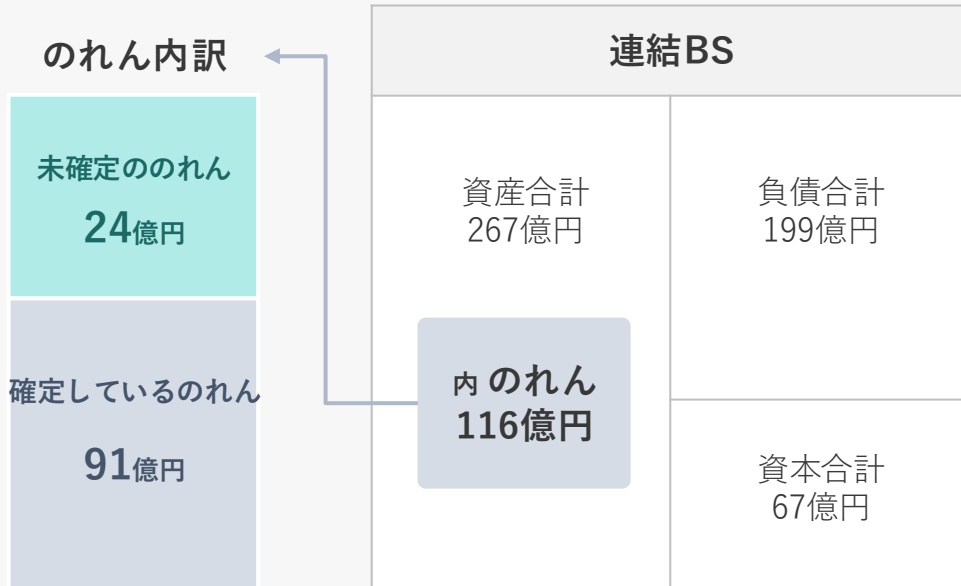 のれん内訳
未確定ののれん
24億円
確定しているのれん
91億円
連結BS
資産合計
267億円
内 のれん
116億円
負債合計
199億円
資本合計
67億円